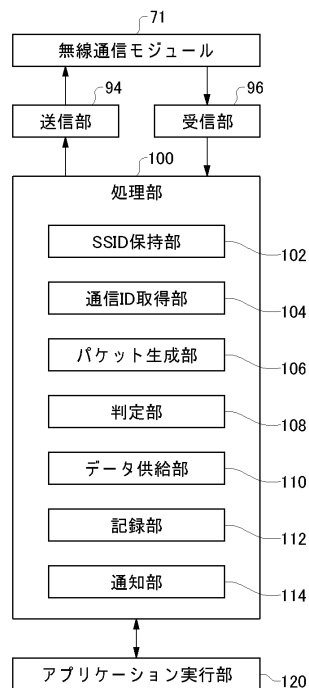 71
無線通信モジュール
94
96
送信部
受信部
100
処理部
SSID保持部
102
通信ID取得部
104
パケット生成部
106
判定部
108
データ供給部
110
記録部
112
通知部
114
アプリケーション実行部
120